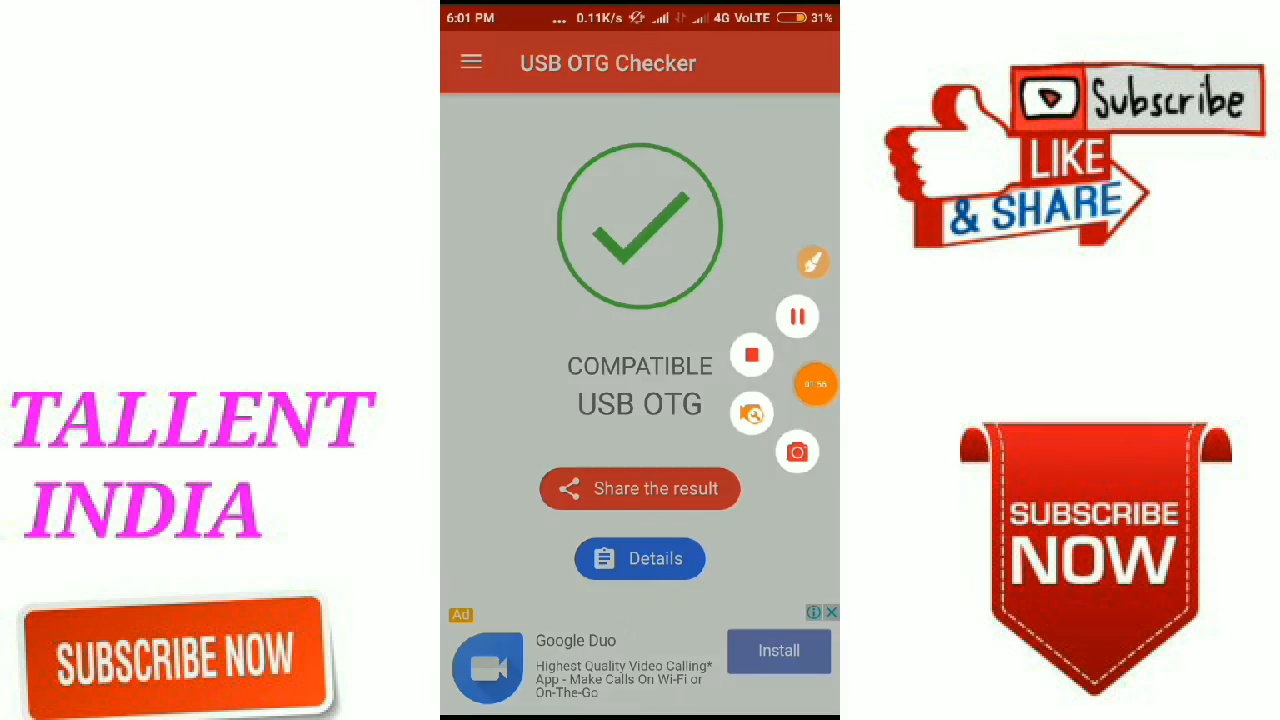 6:01 PM ... 0.11K/s 4G VoLTE 31%
USB OTG Checker
COMPATIBLE
USB OTG
01:56
Share the result
Details
Ad
Google Duo
Highest Quality Video Calling*
App - Make Calls On Wi-Fi or
On-The-Go
Install
TALLENT
INDIA
SUBSCRIBE NOW
Subscribe
LIKE
& SHARE
SUBSCRIBE
NOW